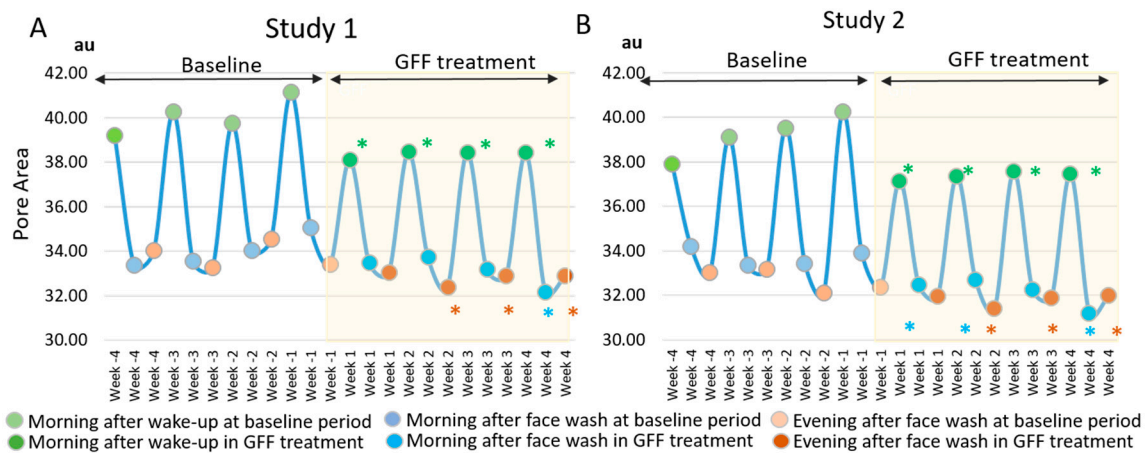 A
Study 1
au
Baseline
GFF treatment
42.00
40.00
38.00
36.00
34.00
32.00
30.00
Pore Area
* * * *
* * * *
Week -4
Week -4
Week -4
Week -3
Week -3
Week -3
Week -2
Week -2
Week -2
Week -1
Week -1
Week -1
Week 1
Week 1
Week 1
Week 2
Week 2
Week 2
Week 3
Week 3
Week 3
Week 4
Week 4
Week 4
B
Study 2
au
Baseline
GFF treatment
42.00
40.00
38.00
36.00
34.00
32.00
30.00
* * * *
* * * * * *
Week -4
Week -4
Week -4
Week -3
Week -3
Week -3
Week -2
Week -2
Week -2
Week -1
Week -1
Week -1
Week 1
Week 1
Week 1
Week 2
Week 2
Week 2
Week 3
Week 3
Week 3
Week 4
Week 4
Week 4
Morning after wake-up at baseline period
Morning after face wash at baseline period
Evening after face wash at baseline period
Morning after wake-up in GFF treatment
Morning after face wash in GFF treatment
Evening after face wash in GFF treatment